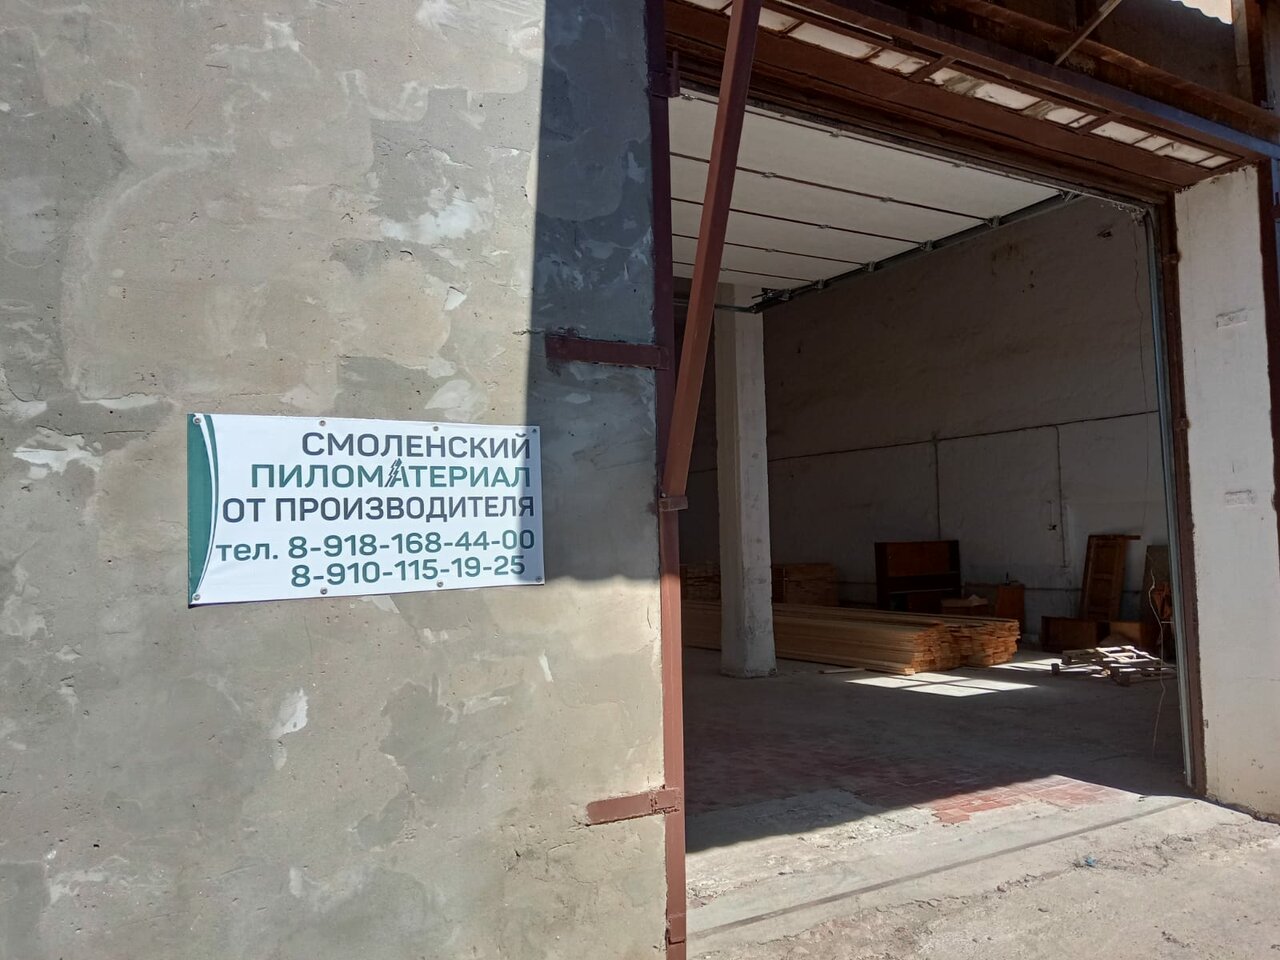 СМОЛЕНСКИЙ
ПИЛОМАТЕРИАЛ
ОТ ПРОИЗВОДИТЕЛЯ
тел. 8-918-168-44-00
8-910-115-19-25